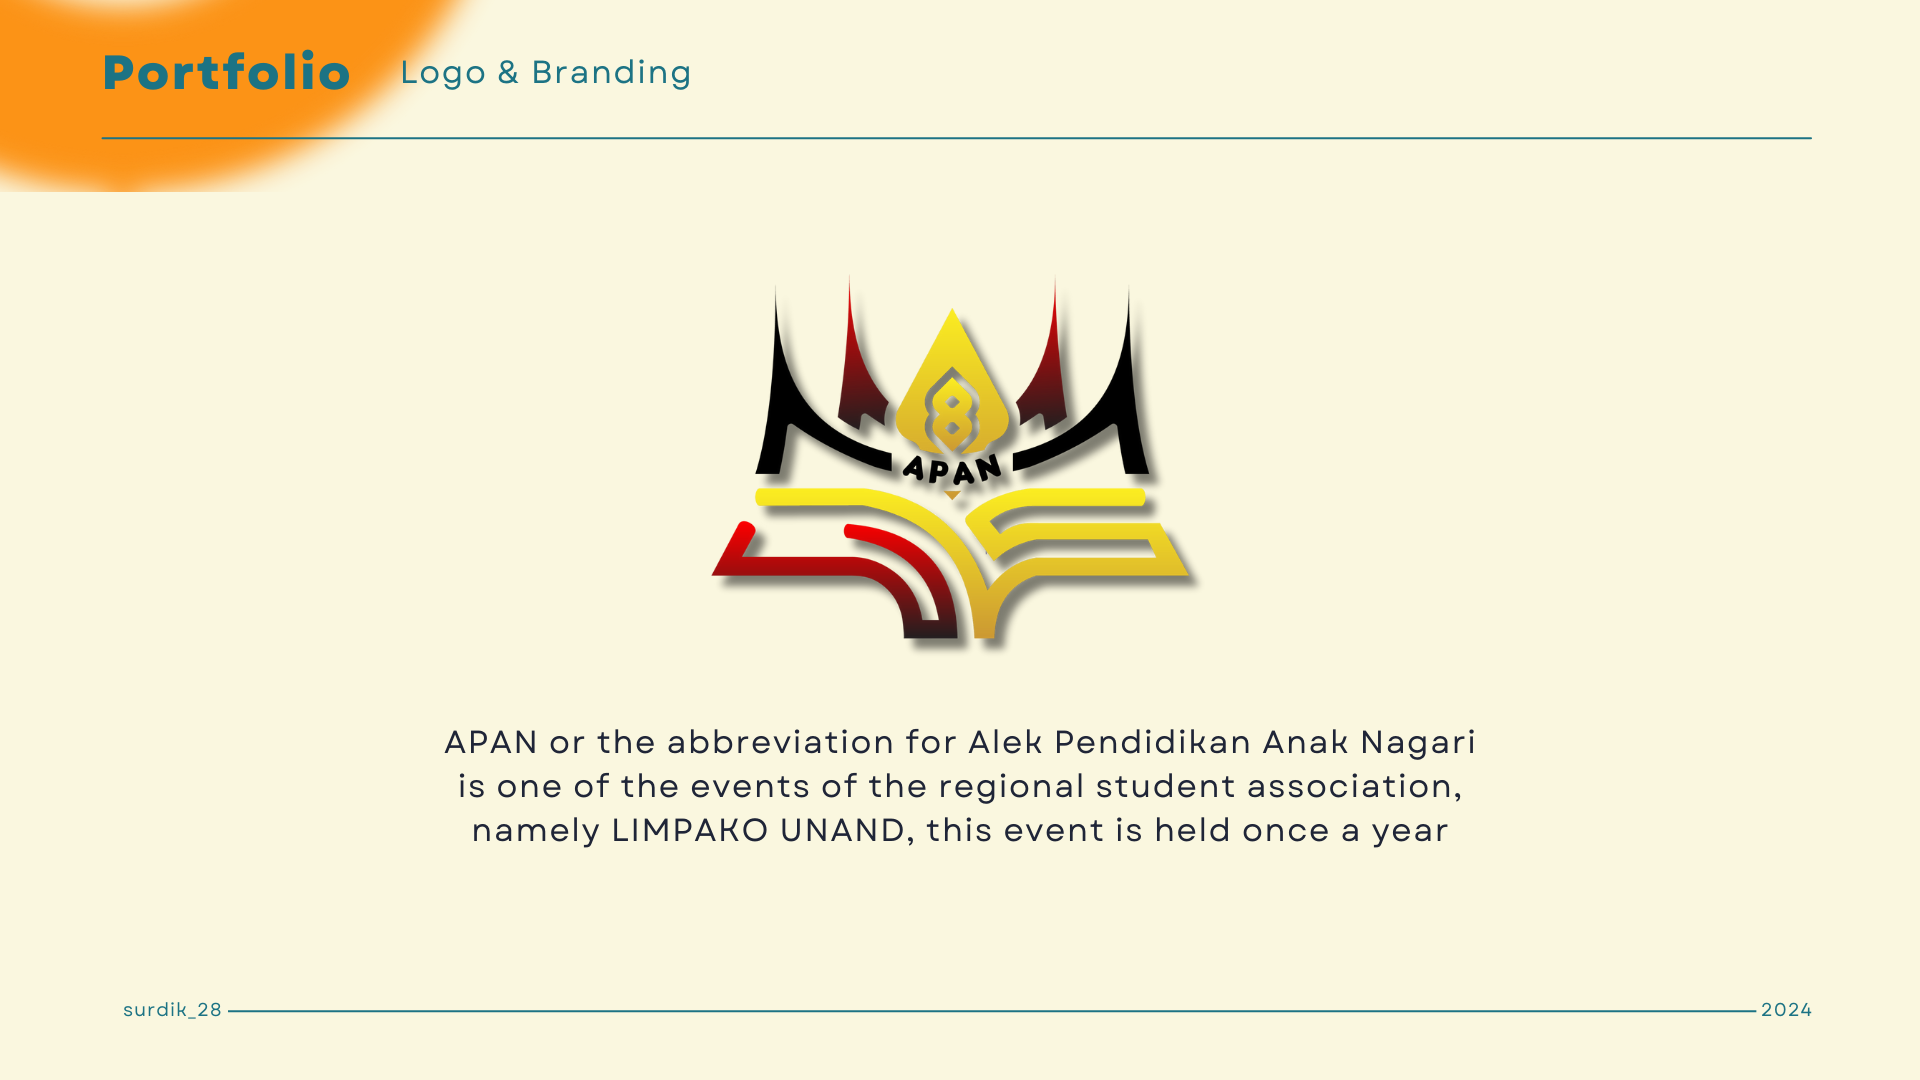 Portfolio
Logo & Branding
8
APAN
APAN or the abbreviation for Alek Pendidikan Anak Nagari
is one of the events of the regional student association,
namely LIMPAKO UNAND, this event is held once a year
surdik_28
2024